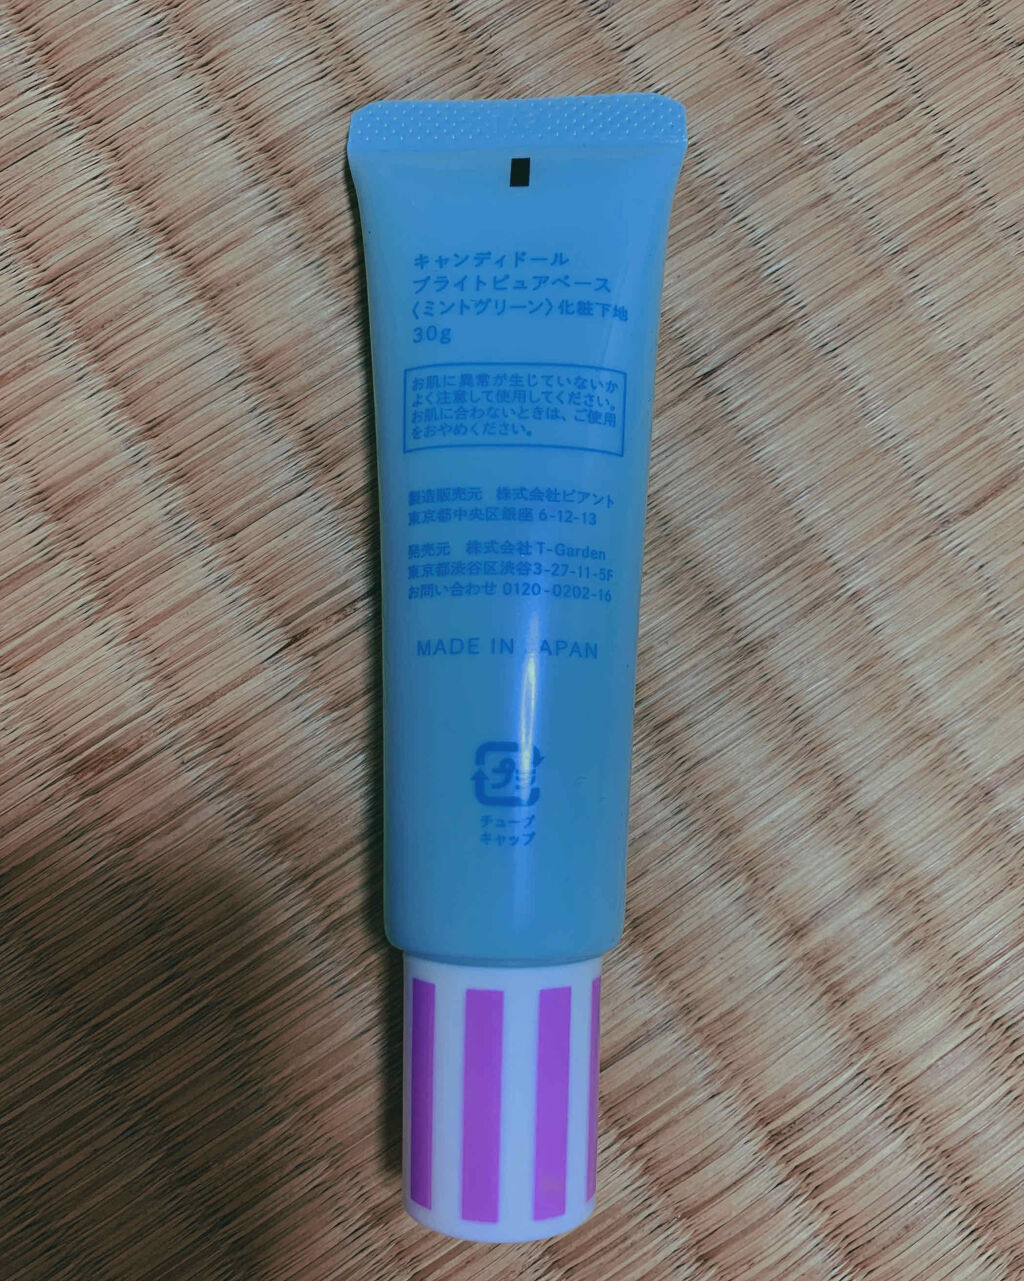 キャンディドール
ブライトピュアベース
〈ミントグリーン〉化粧下地
30g
お肌に異常が生じていないか
よく注意して使用してください。
お肌に合わないときは、ご使用
をおやめください。
製造販売元 株式会社ピアント
東京都中央区銀座 6-12-13
発売元 株式会社T-Garden
東京都渋谷区渋谷3-27-11-5F
お問い合わせ 0120-0202-16
MADE IN JAPAN
プラ
チューブ
キャップ